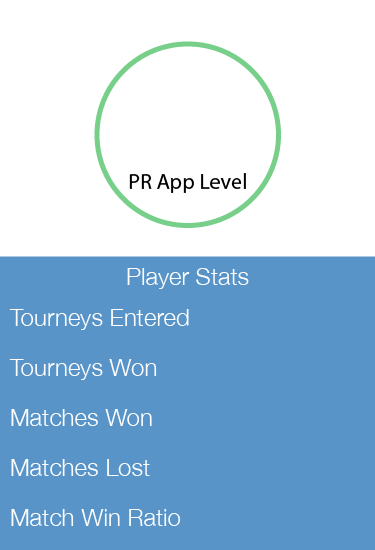 PR App Level
Player Stats
Tourneys Entered
Tourneys Won
Matches Won
Matches Lost
Match Win Ratio